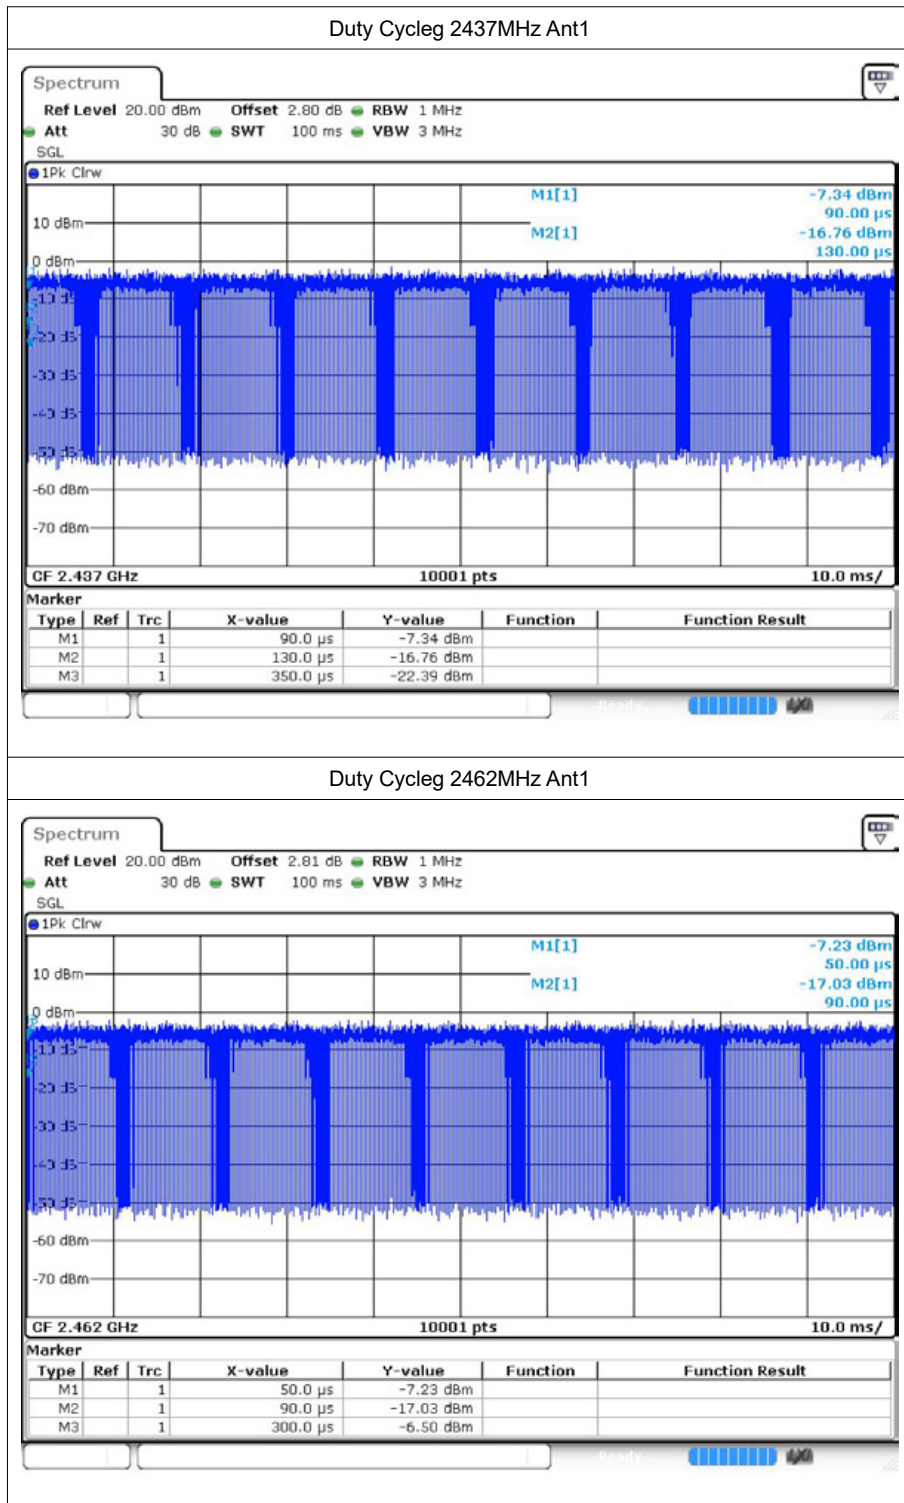 Duty Cycleg 2437MHz Ant1
Spectrum
Ref Level 20.00 dBm Offset 2.80 dB RBW 1 MHz
Att 30 dB SWT 100 ms VBW 3 MHz
SGL
1Pk Clrw
M1[1] -7.34 dBm
90.00 µs
10 dBm
M2[1] -16.76 dBm
130.00 µs
0 dBm
-60 dBm
-70 dBm
CF 2.437 GHz 10001 pts 10.0 ms/
Marker
Type Ref Trc X-value Y-value Function Function Result
M1 1 90.0 µs -7.34 dBm
M2 1 130.0 µs -16.76 dBm
M3 1 350.0 µs -22.39 dBm
Ready
Duty Cycleg 2462MHz Ant1
Spectrum
Ref Level 20.00 dBm Offset 2.81 dB RBW 1 MHz
Att 30 dB SWT 100 ms VBW 3 MHz
SGL
1Pk Clrw
M1[1] -7.23 dBm
50.00 µs
10 dBm
M2[1] -17.03 dBm
90.00 µs
0 dBm
-60 dBm
-70 dBm
CF 2.462 GHz 10001 pts 10.0 ms/
Marker
Type Ref Trc X-value Y-value Function Function Result
M1 1 50.0 µs -7.23 dBm
M2 1 90.0 µs -17.03 dBm
M3 1 300.0 µs -6.50 dBm
Ready